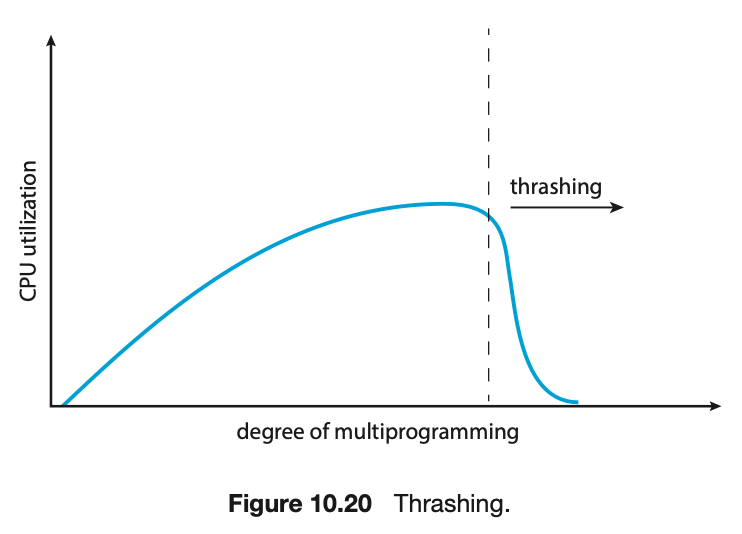 thrashing
CPU utilization
degree of multiprogramming
Figure 10.20 Thrashing.